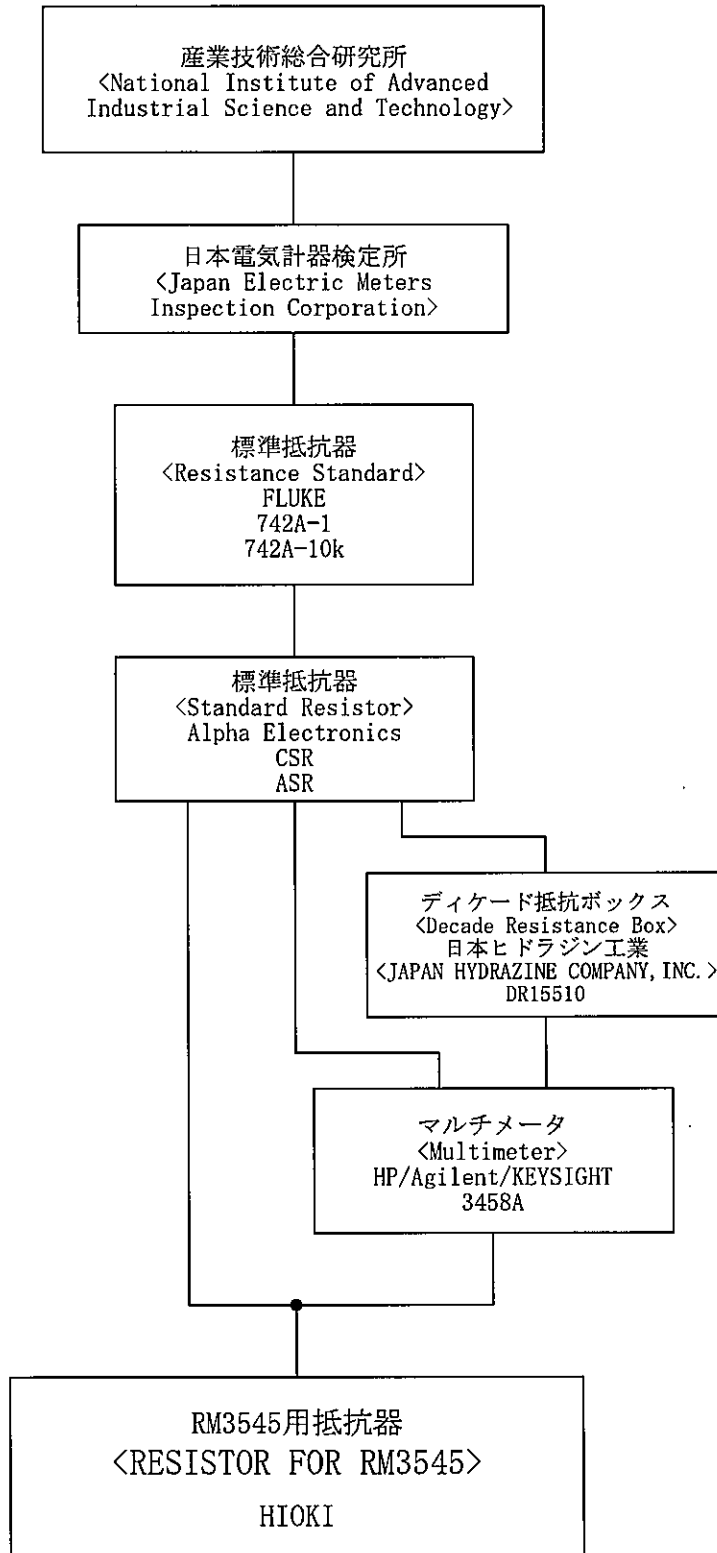 産業技術総合研究所
<National Institute of Advanced
Industrial Science and Technology>
日本電気計器検定所
<Japan Electric Meters
Inspection Corporation>
標準抵抗器
<Resistance Standard>
FLUKE
742A-1
742A-10k
標準抵抗器
<Standard Resistor>
Alpha Electronics
CSR
ASR
ディケード抵抗ボックス
<Decade Resistance Box>
日本ヒドラジン工業
<JAPAN HYDRAZINE COMPANY, INC.>
DR15510
マルチメータ
<Multimeter>
HP/Agilent/KEYSIGHT
3458A
RM3545用抵抗器
<RESISTOR FOR RM3545>
HIOKI